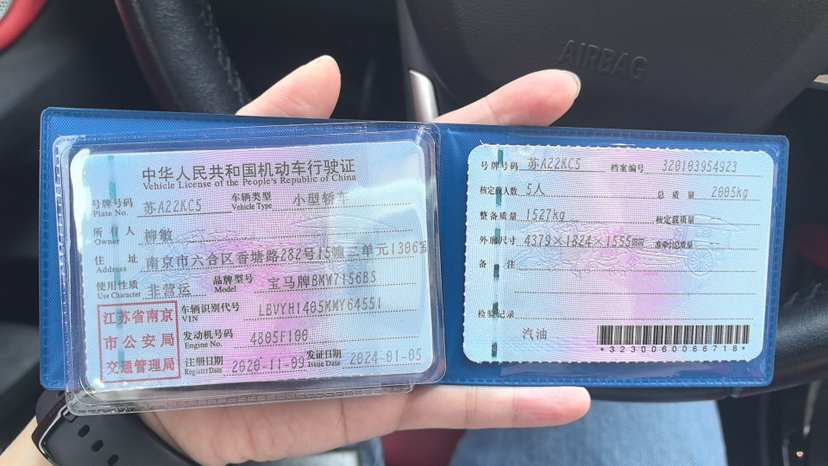 AIRBAG
中华人民共和国机动车行驶证
Vehicle License of the People's Republic of China
号牌号码 苏A22KC5 车辆类型 小型轿车
Plate No. Vehicle Type
所有人 柳敏
Owner
住址 南京市六合区香塘路282号15幢三单元1306室
Address
使用性质 非营运 品牌型号 宝马牌BMW7156BS
Use Character Model
江苏省南京
市公安局
交通管理局
车辆识别代号 LBVYH1405MMY64551
VIN
发动机号码 4805F100
Engine No.
注册日期 2020-11-09 发证日期 2024-01-05
Register Date Issue Date
号牌号码 苏A22KC5 档案编号 320103954923
核定载人数 5人 总质量 2005kg
整备质量 1527kg 核定载质量
外廓尺寸 4379×1824×1555mm 准牵引总质量 --
备注
检验记录
汽油
*3230060066718*